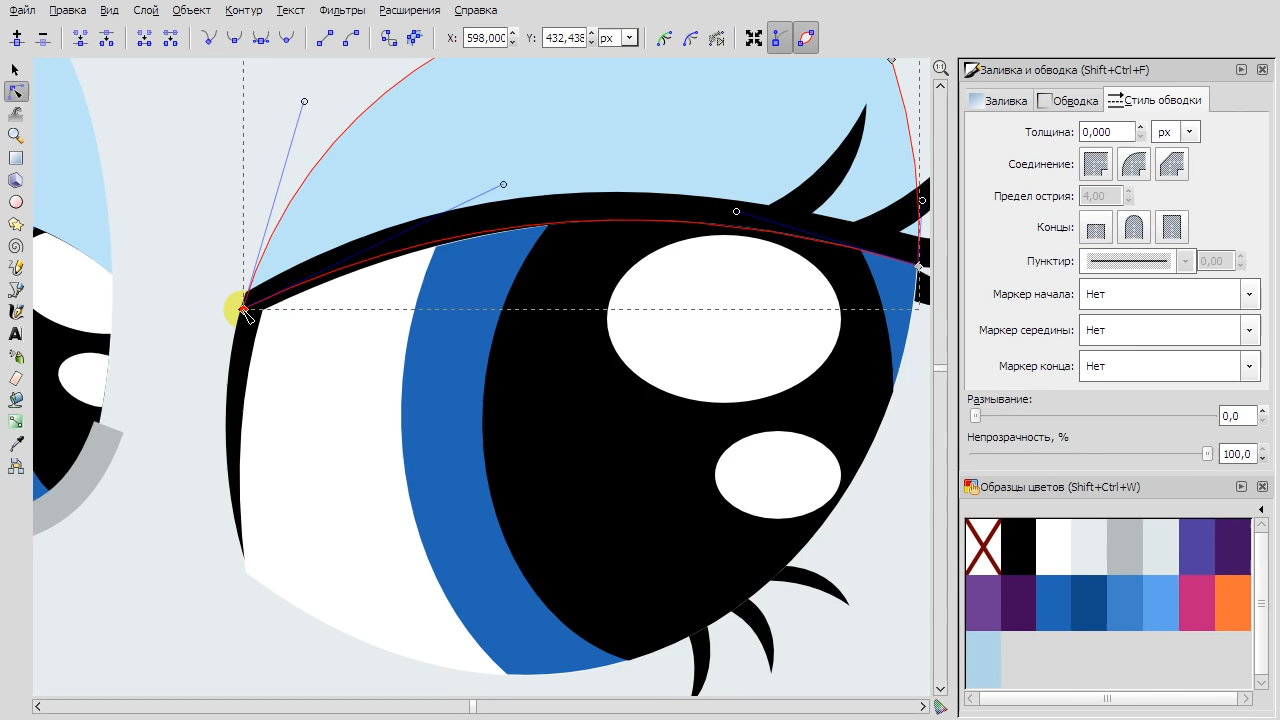 Файл Правка Вид Слой Объект Контур Текст Фильтры Расширения Справка
X: 598,000 Y: 432,438 px
1:1
Заливка и обводка (Shift+Ctrl+F)
Заливка Обводка Стиль обводки
Толщина: 0,000 px
Соединение:
Предел острия: 4,00
Концы:
Пунктир: 0,00
Маркер начала: Нет
Маркер середины: Нет
Маркер конца: Нет
Размывание:
0,0
Непрозрачность, %
100,0
Образцы цветов (Shift+Ctrl+W)